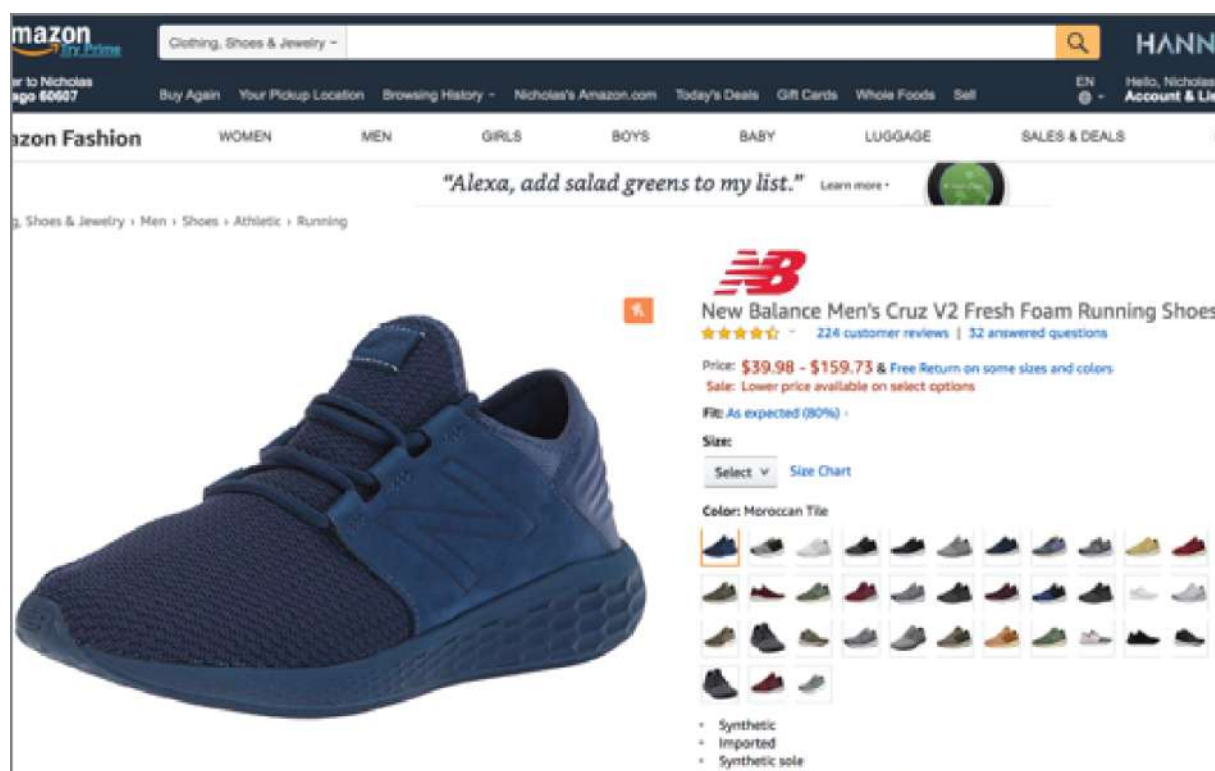 mazon
Try Prime
Clothing, Shoes & Jewelry
HANN
er to Nicholas
ago 60607
Buy Again Your Pickup Location Browsing History Nicholas's Amazon.com Today's Deals Gift Cards Whole Foods Sell
EN
Hello, Nicholas
Account & Lis
azon Fashion WOMEN MEN GIRLS BOYS BABY LUGGAGE SALES & DEALS
"Alexa, add salad greens to my list." Learn more
g, Shoes & Jewelry › Men › Shoes › Athletic › Running
NB
New Balance Men's Cruz V2 Fresh Foam Running Shoes
224 customer reviews | 32 answered questions
Price: $39.98 - $159.73 & Free Return on some sizes and colors
Sale: Lower price available on select options
Fit: As expected (80%)
Size:
Select Size Chart
Color: Moroccan Tile
N
• Synthetic
• Imported
• Synthetic sole